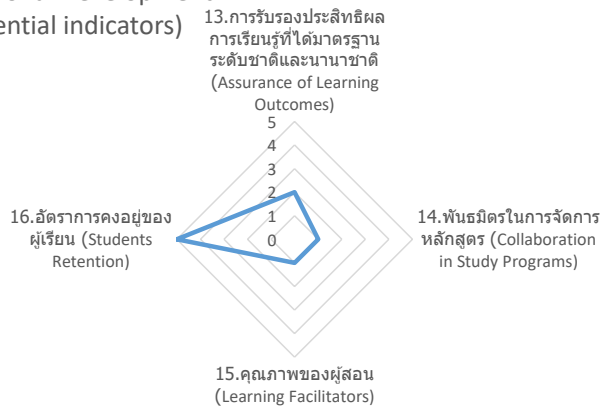 ential indicators)
13.การรับรองประสิทธิผล
การเรียนรู้ที่ได้มาตรฐาน
ระดับชาติและนานาชาติ
(Assurance of Learning
Outcomes)
5
4
3
2
1
0
16.อัตราการคงอยู่ของ
ผู้เรียน (Students
Retention)
14.พันธมิตรในการจัดการ
หลักสูตร (Collaboration
in Study Programs)
15.คุณภาพของผู้สอน
(Learning Facilitators)